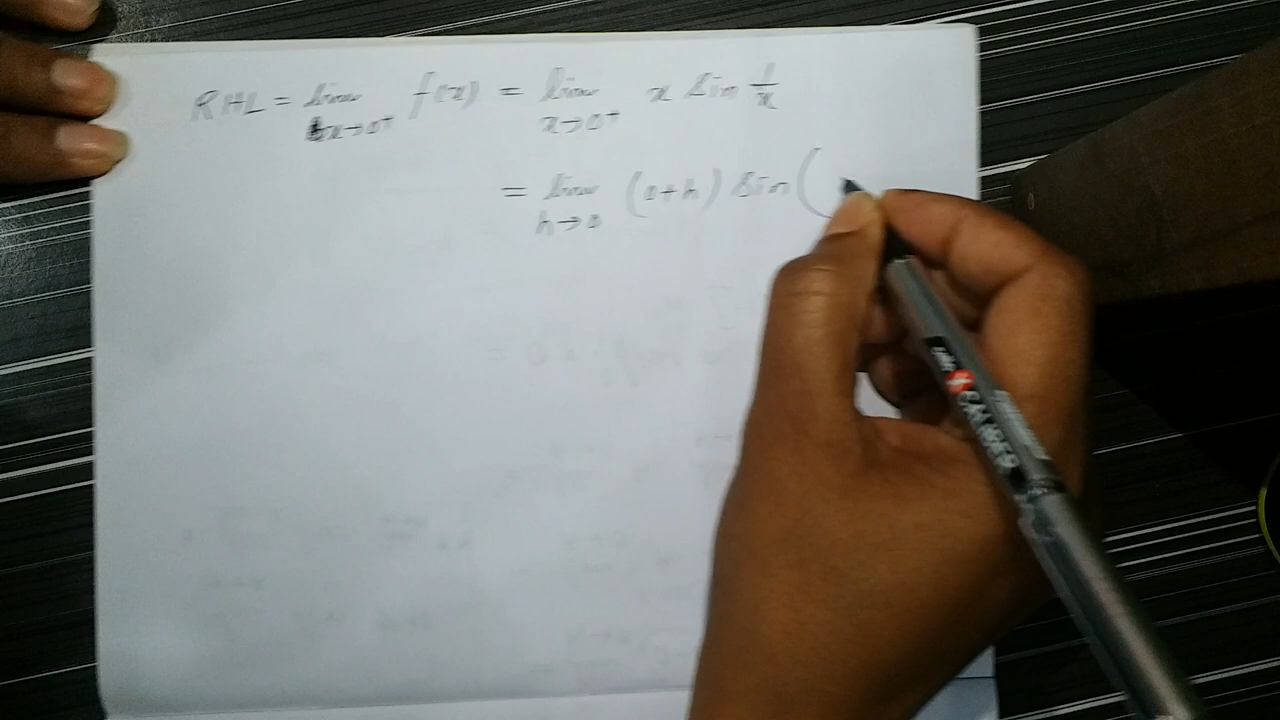 RHL = lim x→0⁺ f(x) = lim x→0⁺ x sin 1/x
= lim h→0 (0+h) sin(